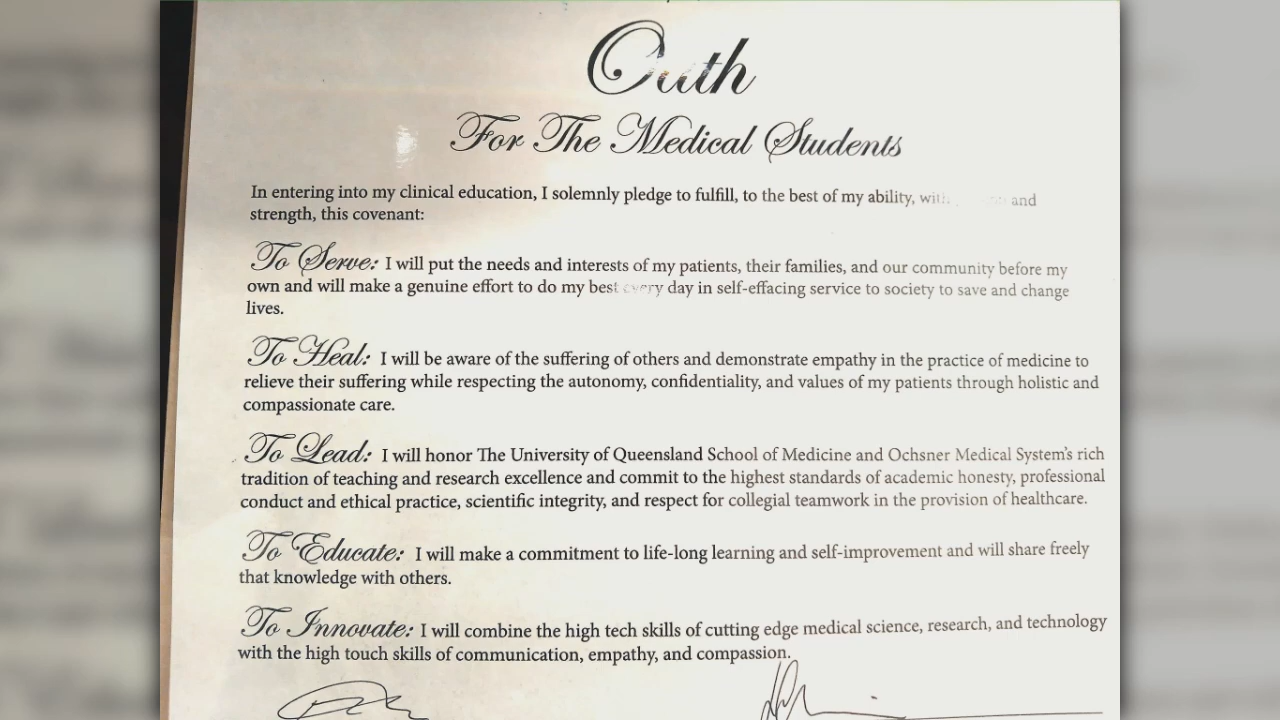 Oath
For The Medical Students
In entering into my clinical education, I solemnly pledge to fulfill, to the best of my ability, with and
strength, this covenant:
To Serve: I will put the needs and interests of my patients, their families, and our community before my
own and will make a genuine effort to do my best every day in self-effacing service to society to save and change
lives.
To Heal: I will be aware of the suffering of others and demonstrate empathy in the practice of medicine to
relieve their suffering while respecting the autonomy, confidentiality, and values of my patients through holistic and
compassionate care.
To Lead: I will honor The University of Queensland School of Medicine and Ochsner Medical System's rich
tradition of teaching and research excellence and commit to the highest standards of academic honesty, professional
conduct and ethical practice, scientific integrity, and respect for collegial teamwork in the provision of healthcare.
To Educate: I will make a commitment to life-long learning and self-improvement and will share freely
that knowledge with others.
To Innovate: I will combine the high tech skills of cutting edge medical science, research, and technology
with the high touch skills of communication, empathy, and compassion.